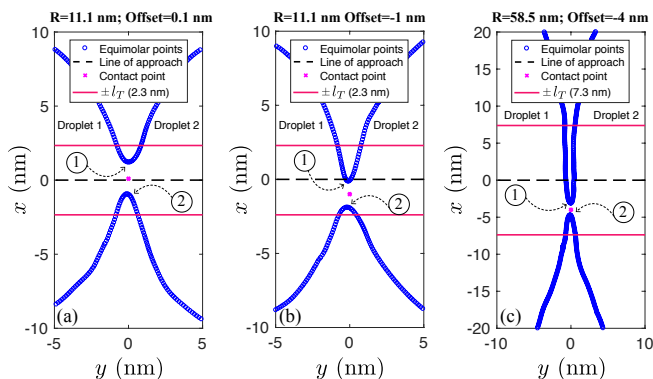 R=11.1 nm; Offset=0.1 nm
Equimolar points
Line of approach
Contact point
± l_T (2.3 nm)
Droplet 1
Droplet 2
1
2
10
5
0
-5
-10
x (nm)
(a)
-5
0
5
y (nm)
R=11.1 nm Offset=-1 nm
Equimolar points
Line of approach
Contact point
± l_T (2.3 nm)
Droplet 1
Droplet 2
1
2
10
5
0
-5
-10
x (nm)
(b)
-5
0
5
y (nm)
R=58.5 nm; Offset=-4 nm
Equimolar points
Line of approach
Contact point
± l_T (7.3 nm)
Droplet 1
Droplet 2
1
2
20
15
10
5
0
-5
-10
-15
-20
x (nm)
(c)
-10
0
10
y (nm)